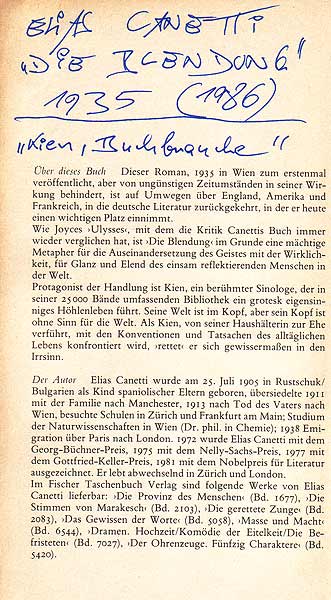 ELIAS CANETTI
„DIE BLENDUNG"
1935 (1986)
„Kien, Buchbranche"
Über dieses Buch Dieser Roman, 1935 in Wien zum erstenmal
veröffentlicht, aber von ungünstigen Zeitumständen in seiner Wir-
kung behindert, ist auf Umwegen über England, Amerika und
Frankreich, in die deutsche Literatur zurückgekehrt, in der er heute
einen wichtigen Platz einnimmt.
Wie Joyces ›Ulysses‹, mit dem die Kritik Canettis Buch immer
wieder verglichen hat, ist ›Die Blendung‹ im Grunde eine mächtige
Metapher für die Auseinandersetzung des Geistes mit der Wirklich-
keit, für Glanz und Elend des einsam reflektierenden Menschen in
der Welt.
Protagonist der Handlung ist Kien, ein berühmter Sinologe, der in
seiner 25 000 Bände umfassenden Bibliothek ein grotesk eigensin-
niges Höhlenleben führt. Seine Welt ist im Kopf, aber sein Kopf ist
ohne Sinn für die Welt. Als Kien, von seiner Haushälterin zur Ehe
verführt, mit den Konventionen und Tatsachen des alltäglichen
Lebens konfrontiert wird, ›rettet‹ er sich gewissermaßen in den
Irrsinn.
Der Autor Elias Canetti wurde am 25. Juli 1905 in Rustschuk/
Bulgarien als Kind spaniolischer Eltern geboren, übersiedelte 1911
mit der Familie nach Manchester, 1913 nach Tod des Vaters nach
Wien, besuchte Schulen in Zürich und Frankfurt am Main; Studium
der Naturwissenschaften in Wien (Dr. phil. in Chemie); 1938 Emi-
gration über Paris nach London. 1972 wurde Elias Canetti mit dem
Georg-Büchner-Preis, 1975 mit dem Nelly-Sachs-Preis, 1977 mit
dem Gottfried-Keller-Preis, 1981 mit dem Nobelpreis für Literatur
ausgezeichnet. Er lebt abwechselnd in Zürich und London.
Im Fischer Taschenbuch Verlag sind folgende Werke von Elias
Canetti lieferbar: ›Die Provinz des Menschen‹ (Bd. 1677), ›Die
Stimmen von Marakesch‹ (Bd. 2103), ›Die gerettete Zunge‹ (Bd.
2083), ›Das Gewissen der Worte‹ (Bd. 5058), ›Masse und Macht‹
(Bd. 6544), ›Dramen. Hochzeit/Komödie der Eitelkeit/Die Be-
fristeten‹ (Bd. 7027), ›Der Ohrenzeuge. Fünfzig Charaktere‹ (Bd.
5420).